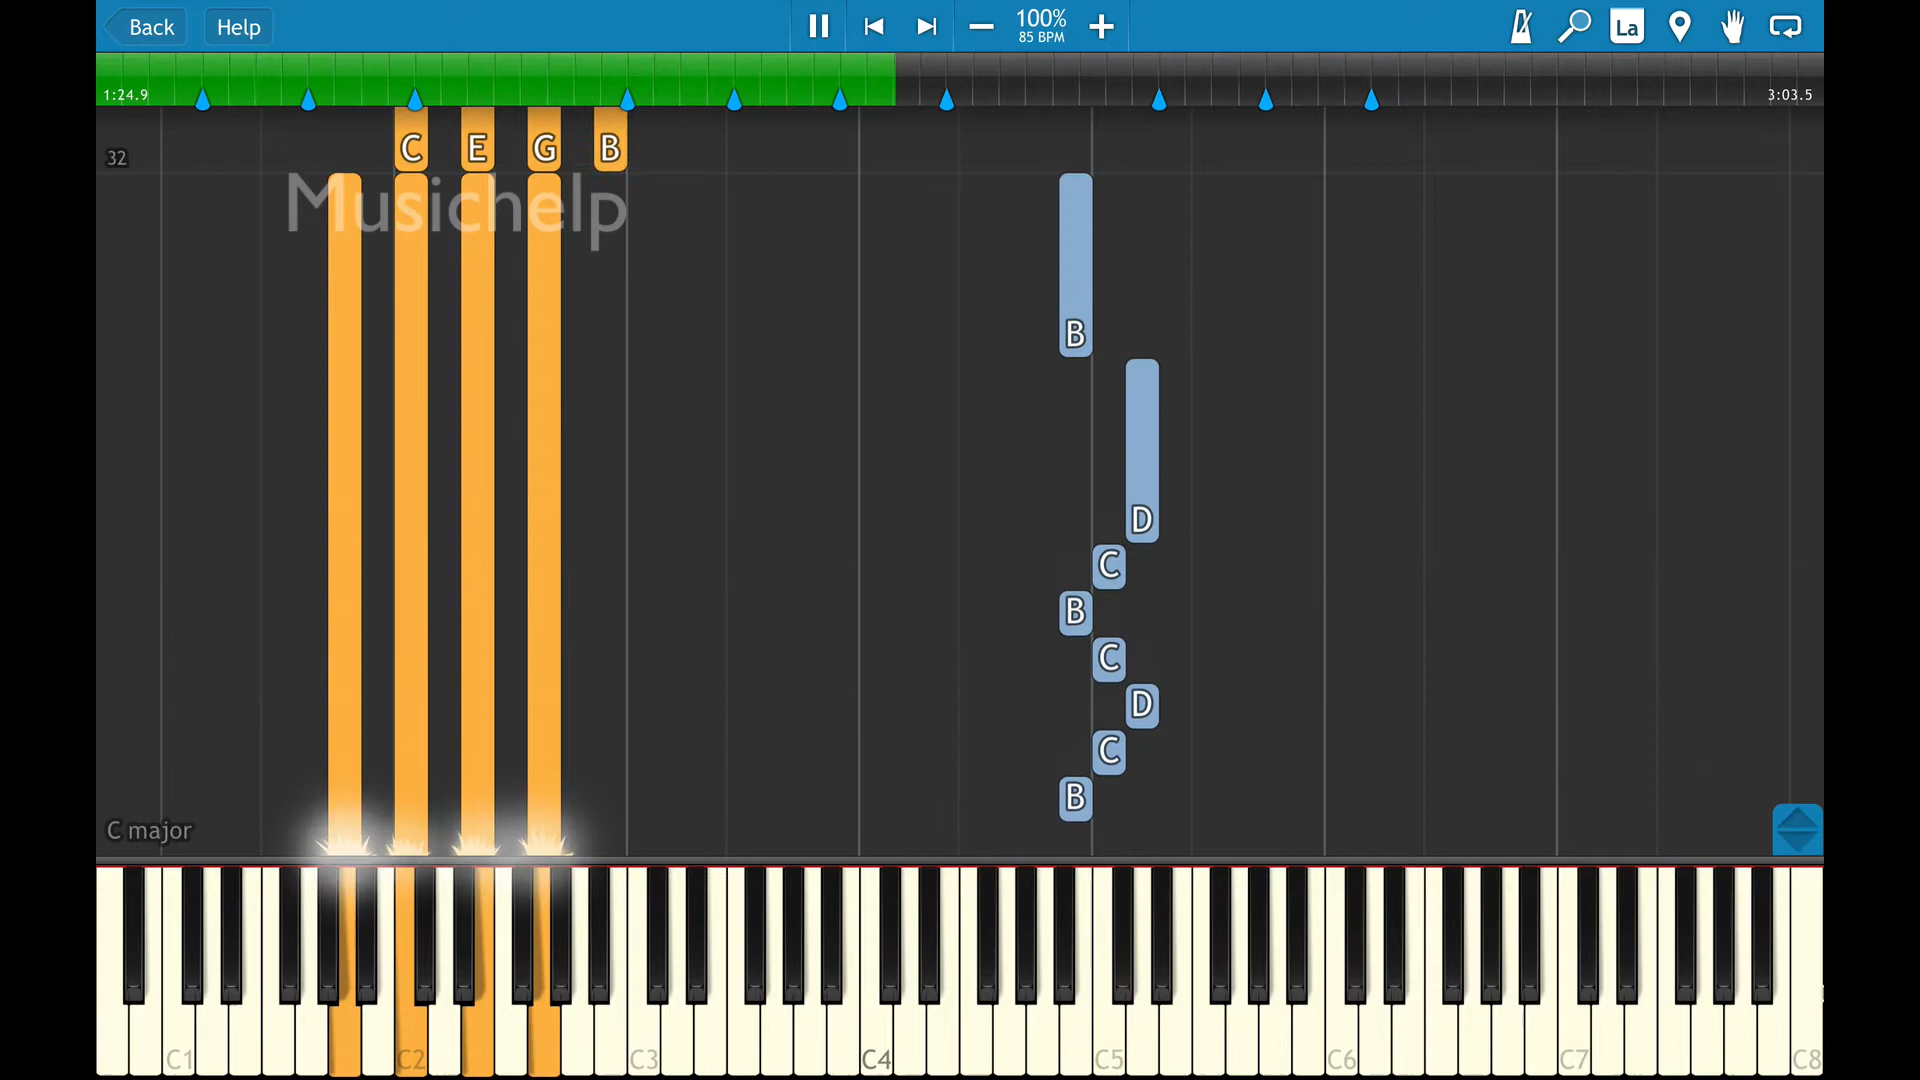 Back Help 100% La
85 BPM
1:24.9 3:03.5
C E G B
32
Musichelp
B
D
C
B
C
D
C
B
C major
C1 C2 C3 C4 C5 C6 C7 C8